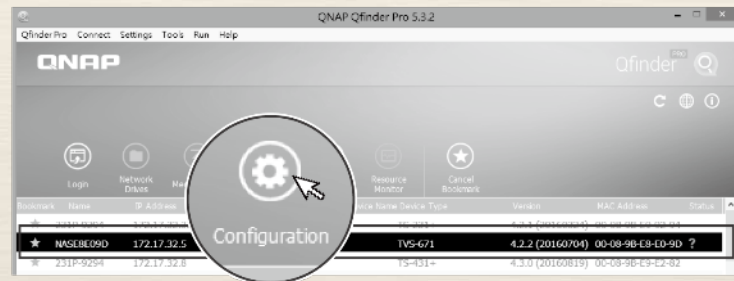 QNAP Qfinder Pro 5.3.2
Qfinder Pro Connect Settings Tools Run Help
QNAP
Qfinder PRO
Login
Network Drives
Configuration
Resource Monitor
Cancel Bookmark
Bookmark Name IP Address Device Type Version MAC Address Status
NASEBE09D 172.17.32.5 TVS-671 4.2.2 (20160704) 00-08-9B-E8-E0-9D ?
231P-9294 172.17.32.8 TS-431+ 4.3.0 (20160819) 00-08-9B-E9-E2-82